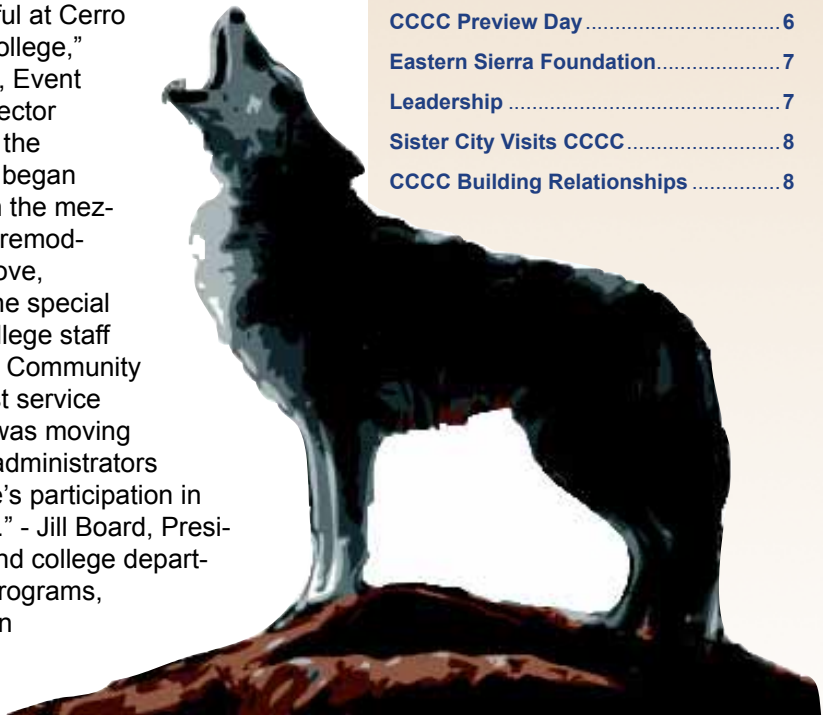 ful at Cerro
ollege,”
, Event
ector
the
began
n the mez-
remod-
ove,
ne special
llege staff
Community
st service
was moving
administrators
e’s participation in
.” - Jill Board, Presi-
nd college depart-
rograms,
n
CCCC Preview Day 6
Eastern Sierra Foundation 7
Leadership 7
Sister City Visits CCCC 8
CCCC Building Relationships 8